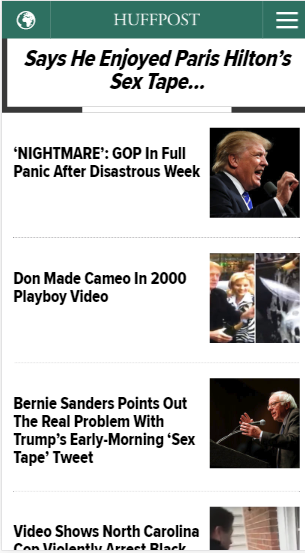 HUFFPOST
Says He Enjoyed Paris Hilton's
Sex Tape...
‘NIGHTMARE’: GOP In Full
Panic After Disastrous Week
Don Made Cameo In 2000
Playboy Video
Bernie Sanders Points Out
The Real Problem With
Trump’s Early-Morning ‘Sex
Tape’ Tweet
Video Shows North Carolina
Cop Violently Arrest Black